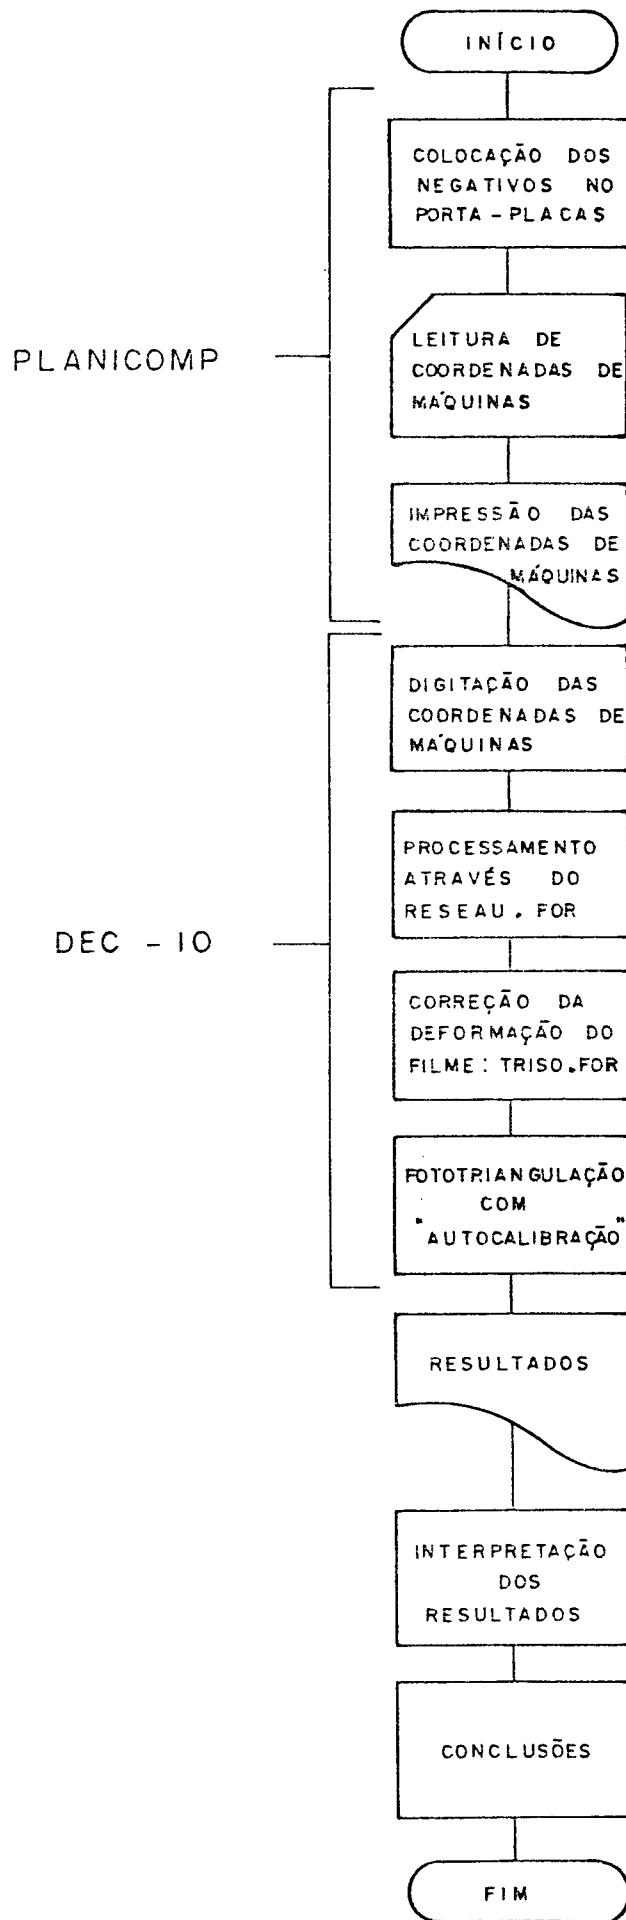 INÍCIO
COLOCAÇÃO DOS
NEGATIVOS NO
PORTA-PLACAS
PLANICOMP
LEITURA DE
COORDENADAS DE
MÁQUINAS
IMPRESSÃO DAS
COORDENADAS DE
MÁQUINAS
DIGITAÇÃO DAS
COORDENADAS DE
MÁQUINAS
PROCESSAMENTO
ATRAVÉS DO
RESEAU.FOR
DEC-10
CORREÇÃO DA
DEFORMAÇÃO DO
FILME: TRISO.FOR
FOTOTRIANGULAÇÃO
COM
"AUTOCALIBRAÇÃO"
RESULTADOS
INTERPRETAÇÃO
DOS
RESULTADOS
CONCLUSÕES
FIM